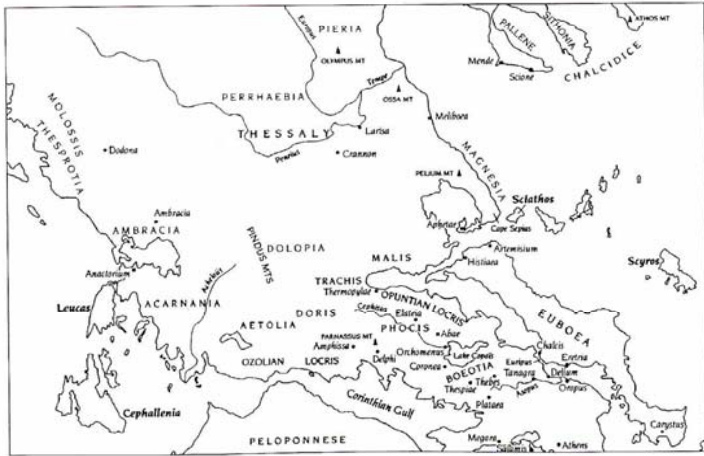 PIERIA
Europus
OLYMPUS MT
PERRHAEBIA
Tempe
OSSA MT
THESSALY
Larisa
Peneius
Crannon
Meliboea
MAGNESIA
PELIUM MT
PALLENE
SITHONIA
ATHOS MT
Mende
Scione
CHALCIDICE
MOLOSSIS
THESPROTIA
Dodona
Ambracia
AMBRACIA
Anactorium
Leucas
ACARNANIA
PINDUS MTS
DOLOPIA
AETOLIA
Aphetae
Cape Sepias
Sciathos
Artemisium
Histiaea
Scyros
MALIS
TRACHIS
Thermopylae
OPUNTIAN LOCRIS
DORIS
Cephisus
Elateia
PHOCIS
Abae
PARNASSUS MT
Amphissa
Delphi
Orchomenus
Lake Copais
Coronea
OZOLIAN LOCRIS
BOEOTIA
Thebes
Thespiae
Plataea
Tanagra
Asopus
Euripus
Chalcis
EUBOEA
Eretria
Delium
Oropus
Carystus
Cephallenia
Corinthian Gulf
PELOPONNESE
Megara
Salamis
Athens